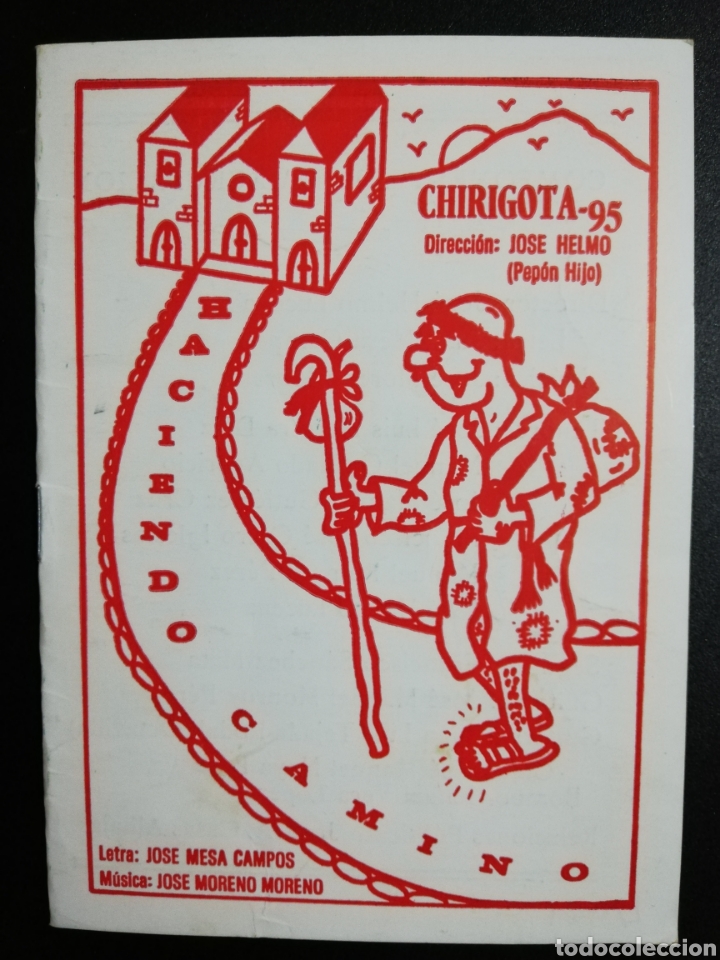 CHIRIGOTA-95
Dirección: JOSE HELMO
(Pepón Hijo)
HACIENDO CAMINO
Letra: JOSE MESA CAMPOS
Música: JOSE MORENO MORENO
todocoleccion